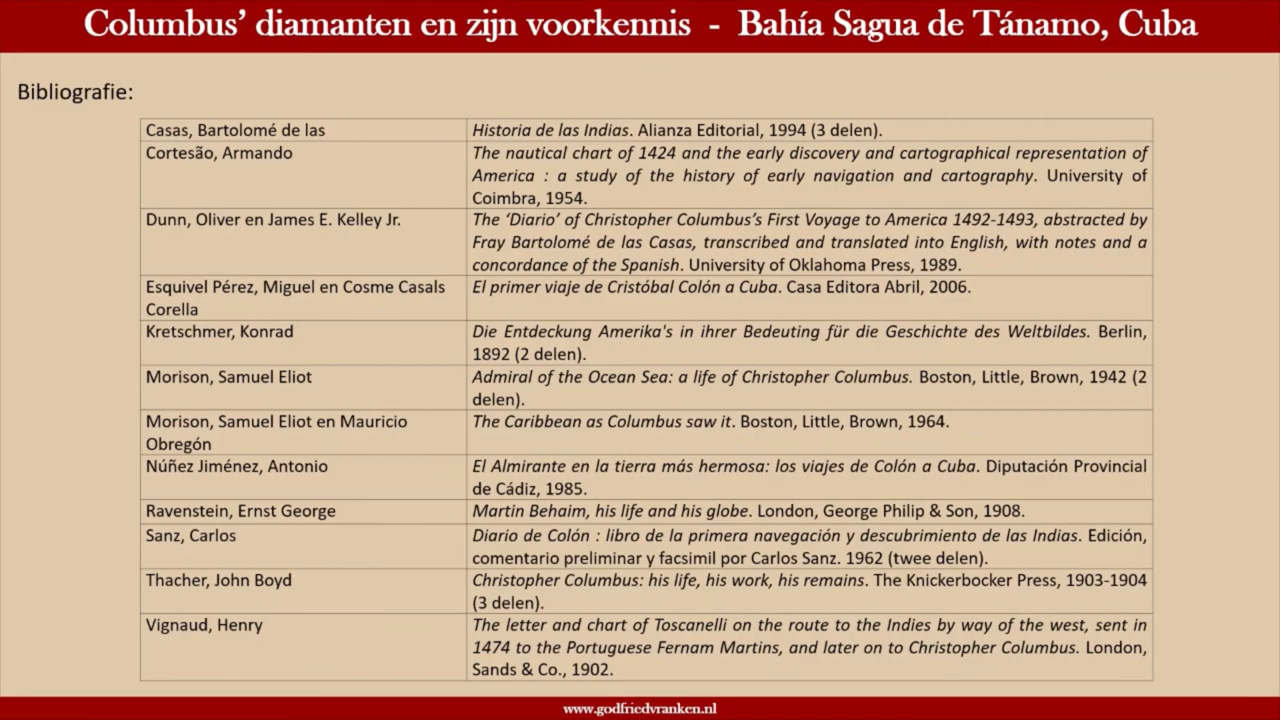 Columbus’ diamanten en zijn voorkennis - Bahía Sagua de Tánamo, Cuba
Bibliografie:
Casas, Bartolomé de las
Historia de las Indias. Alianza Editorial, 1994 (3 delen).
Cortesão, Armando
The nautical chart of 1424 and the early discovery and cartographical representation of
America : a study of the history of early navigation and cartography. University of
Coimbra, 1954.
Dunn, Oliver en James E. Kelley Jr.
The ‘Diario’ of Christopher Columbus’s First Voyage to America 1492-1493, abstracted by
Fray Bartolomé de las Casas, transcribed and translated into English, with notes and a
concordance of the Spanish. University of Oklahoma Press, 1989.
Esquivel Pérez, Miguel en Cosme Casals
Corella
El primer viaje de Cristóbal Colón a Cuba. Casa Editora Abril, 2006.
Kretschmer, Konrad
Die Entdeckung Amerika's in ihrer Bedeuting für die Geschichte des Weltbildes. Berlin,
1892 (2 delen).
Morison, Samuel Eliot
Admiral of the Ocean Sea: a life of Christopher Columbus. Boston, Little, Brown, 1942 (2
delen).
Morison, Samuel Eliot en Mauricio
Obregón
The Caribbean as Columbus saw it. Boston, Little, Brown, 1964.
Núñez Jiménez, Antonio
El Almirante en la tierra más hermosa: los viajes de Colón a Cuba. Diputación Provincial
de Cádiz, 1985.
Ravenstein, Ernst George
Martin Behaim, his life and his globe. London, George Philip & Son, 1908.
Sanz, Carlos
Diario de Colón : libro de la primera navegación y descubrimiento de las Indias. Edición,
comentario preliminar y facsimil por Carlos Sanz. 1962 (twee delen).
Thacher, John Boyd
Christopher Columbus: his life, his work, his remains. The Knickerbocker Press, 1903-1904
(3 delen).
Vignaud, Henry
The letter and chart of Toscanelli on the route to the Indies by way of the west, sent in
1474 to the Portuguese Fernam Martins, and later on to Christopher Columbus. London,
Sands & Co., 1902.
www.godfriedvranken.nl